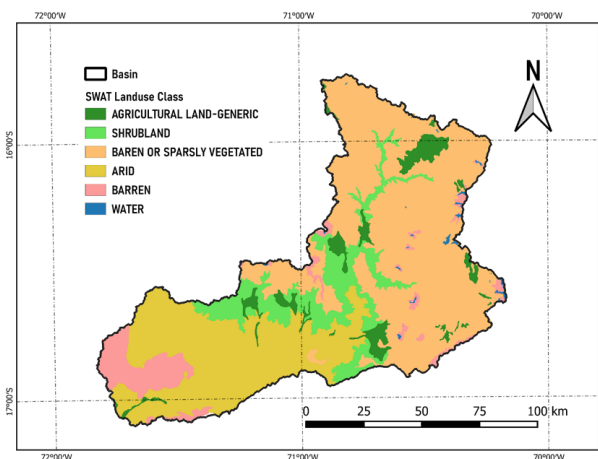 72°00'W 71°00'W 70°00'W
N
Basin
SWAT Landuse Class
AGRICULTURAL LAND-GENERIC
SHRUBLAND
BAREN OR SPARSLY VEGETATED
ARID
BARREN
WATER
16°00'S
17°00'S
0 25 50 75 100 km
72°00'W 71°00'W 70°00'W